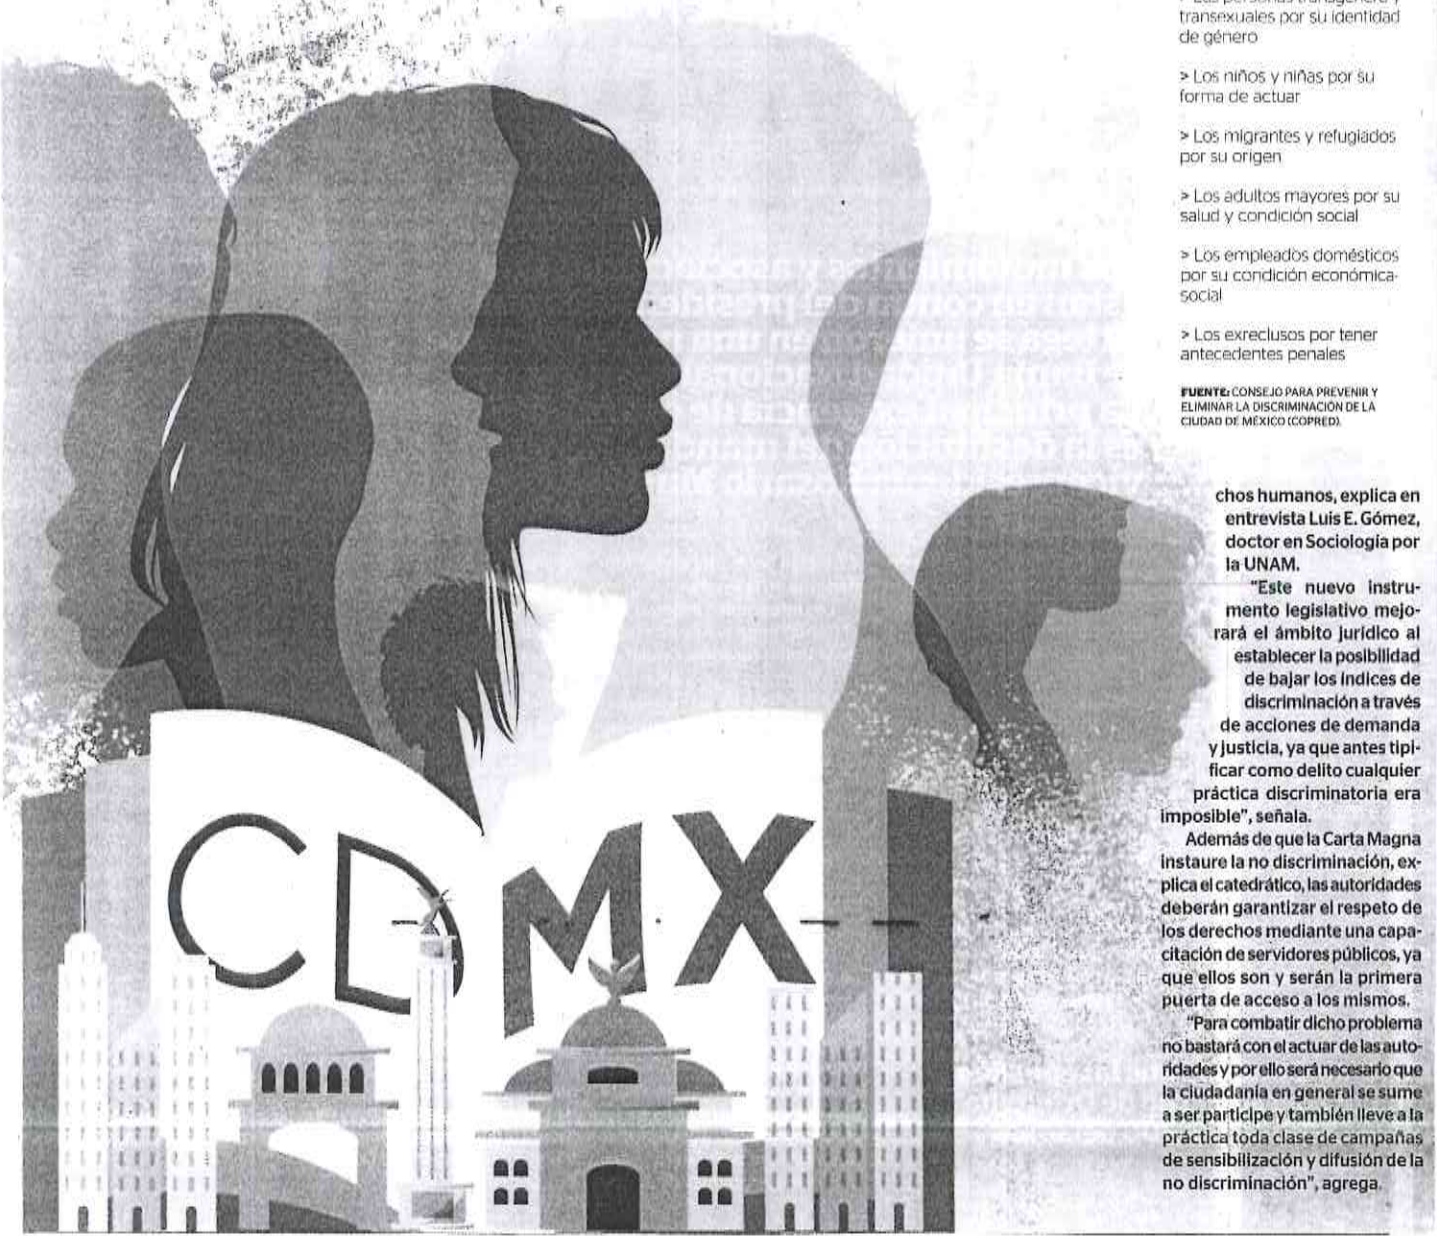 transexuales por su identidad
de género
> Los niños y niñas por su
forma de actuar
> Los migrantes y refugiados
por su origen
> Los adultos mayores por su
salud y condición social
> Los empleados domésticos
por su condición económica-
social
> Los exreclusos por tener
antecedentes penales
FUENTE: CONSEJO PARA PREVENIR Y
ELIMINAR LA DISCRIMINACIÓN DE LA
CIUDAD DE MÉXICO (COPRED).
chos humanos, explica en
entrevista Luis E. Gómez,
doctor en Sociología por
la UNAM.
"Este nuevo instru-
mento legislativo mejo-
rará el ámbito jurídico al
establecer la posibilidad
de bajar los índices de
discriminación a través
de acciones de demanda
y justicia, ya que antes tipi-
ficar como delito cualquier
práctica discriminatoria era
imposible", señala.
Además de que la Carta Magna
instaure la no discriminación, ex-
plica el catedrático, las autoridades
deberán garantizar el respeto de
los derechos mediante una capa-
citación de servidores públicos, ya
que ellos son y serán la primera
puerta de acceso a los mismos.
"Para combatir dicho problema
no bastará con el actuar de las auto-
ridades y por ello será necesario que
la ciudadanía en general se sume
a ser partícipe y también lleve a la
práctica toda clase de campañas
de sensibilización y difusión de la
no discriminación", agrega.
CDMX